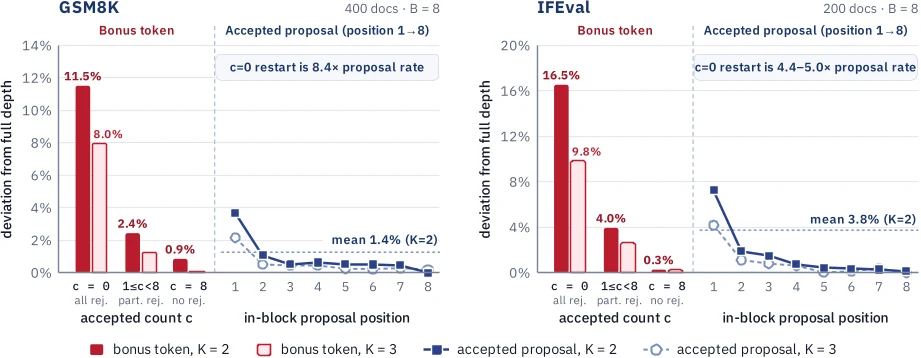 GSM8K
400 docs · B = 8
Bonus token
Accepted proposal (position 1→8)
deviation from full depth
14%
12%
10%
8%
6%
4%
2%
0%
c=0 restart is 8.4× proposal rate
11.5%
8.0%
2.4%
0.9%
mean 1.4% (K=2)
c = 0
1≤c<8
c = 8
all rej.
part. rej.
no rej.
1 2 3 4 5 6 7 8
accepted count c
in-block proposal position
IFEval
200 docs · B = 8
Bonus token
Accepted proposal (position 1→8)
deviation from full depth
20%
16%
12%
8%
4%
0%
c=0 restart is 4.4–5.0× proposal rate
16.5%
9.8%
4.0%
0.3%
mean 3.8% (K=2)
c = 0
1≤c<8
c = 8
all rej.
part. rej.
no rej.
1 2 3 4 5 6 7 8
accepted count c
in-block proposal position
bonus token, K = 2
bonus token, K = 3
accepted proposal, K = 2
accepted proposal, K = 3